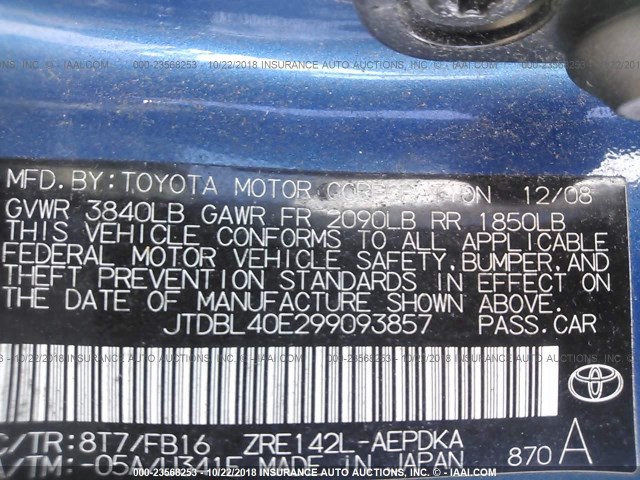 000-23568253 - 10/22/2018 INSURANCE AUTO AUCTIONS, INC. © - IAAI.COM
MFD. BY: TOYOTA MOTOR 12/08
GVWR 3840LB GAWR FR 2090LB RR 1850LB
THIS VEHICLE CONFORMS TO ALL APPLICABLE
FEDERAL MOTOR VEHICLE SAFETY, BUMPER, AND
THEFT PREVENTION STANDARDS IN EFFECT ON
THE DATE OF MANUFACTURE SHOWN ABOVE.
JTDBL40E299093857 PASS. CAR
C/TR: 8T7/FB16 ZRE142L-AEPDKA
A/TM: -05A/U341F MADE IN JAPAN 870 A